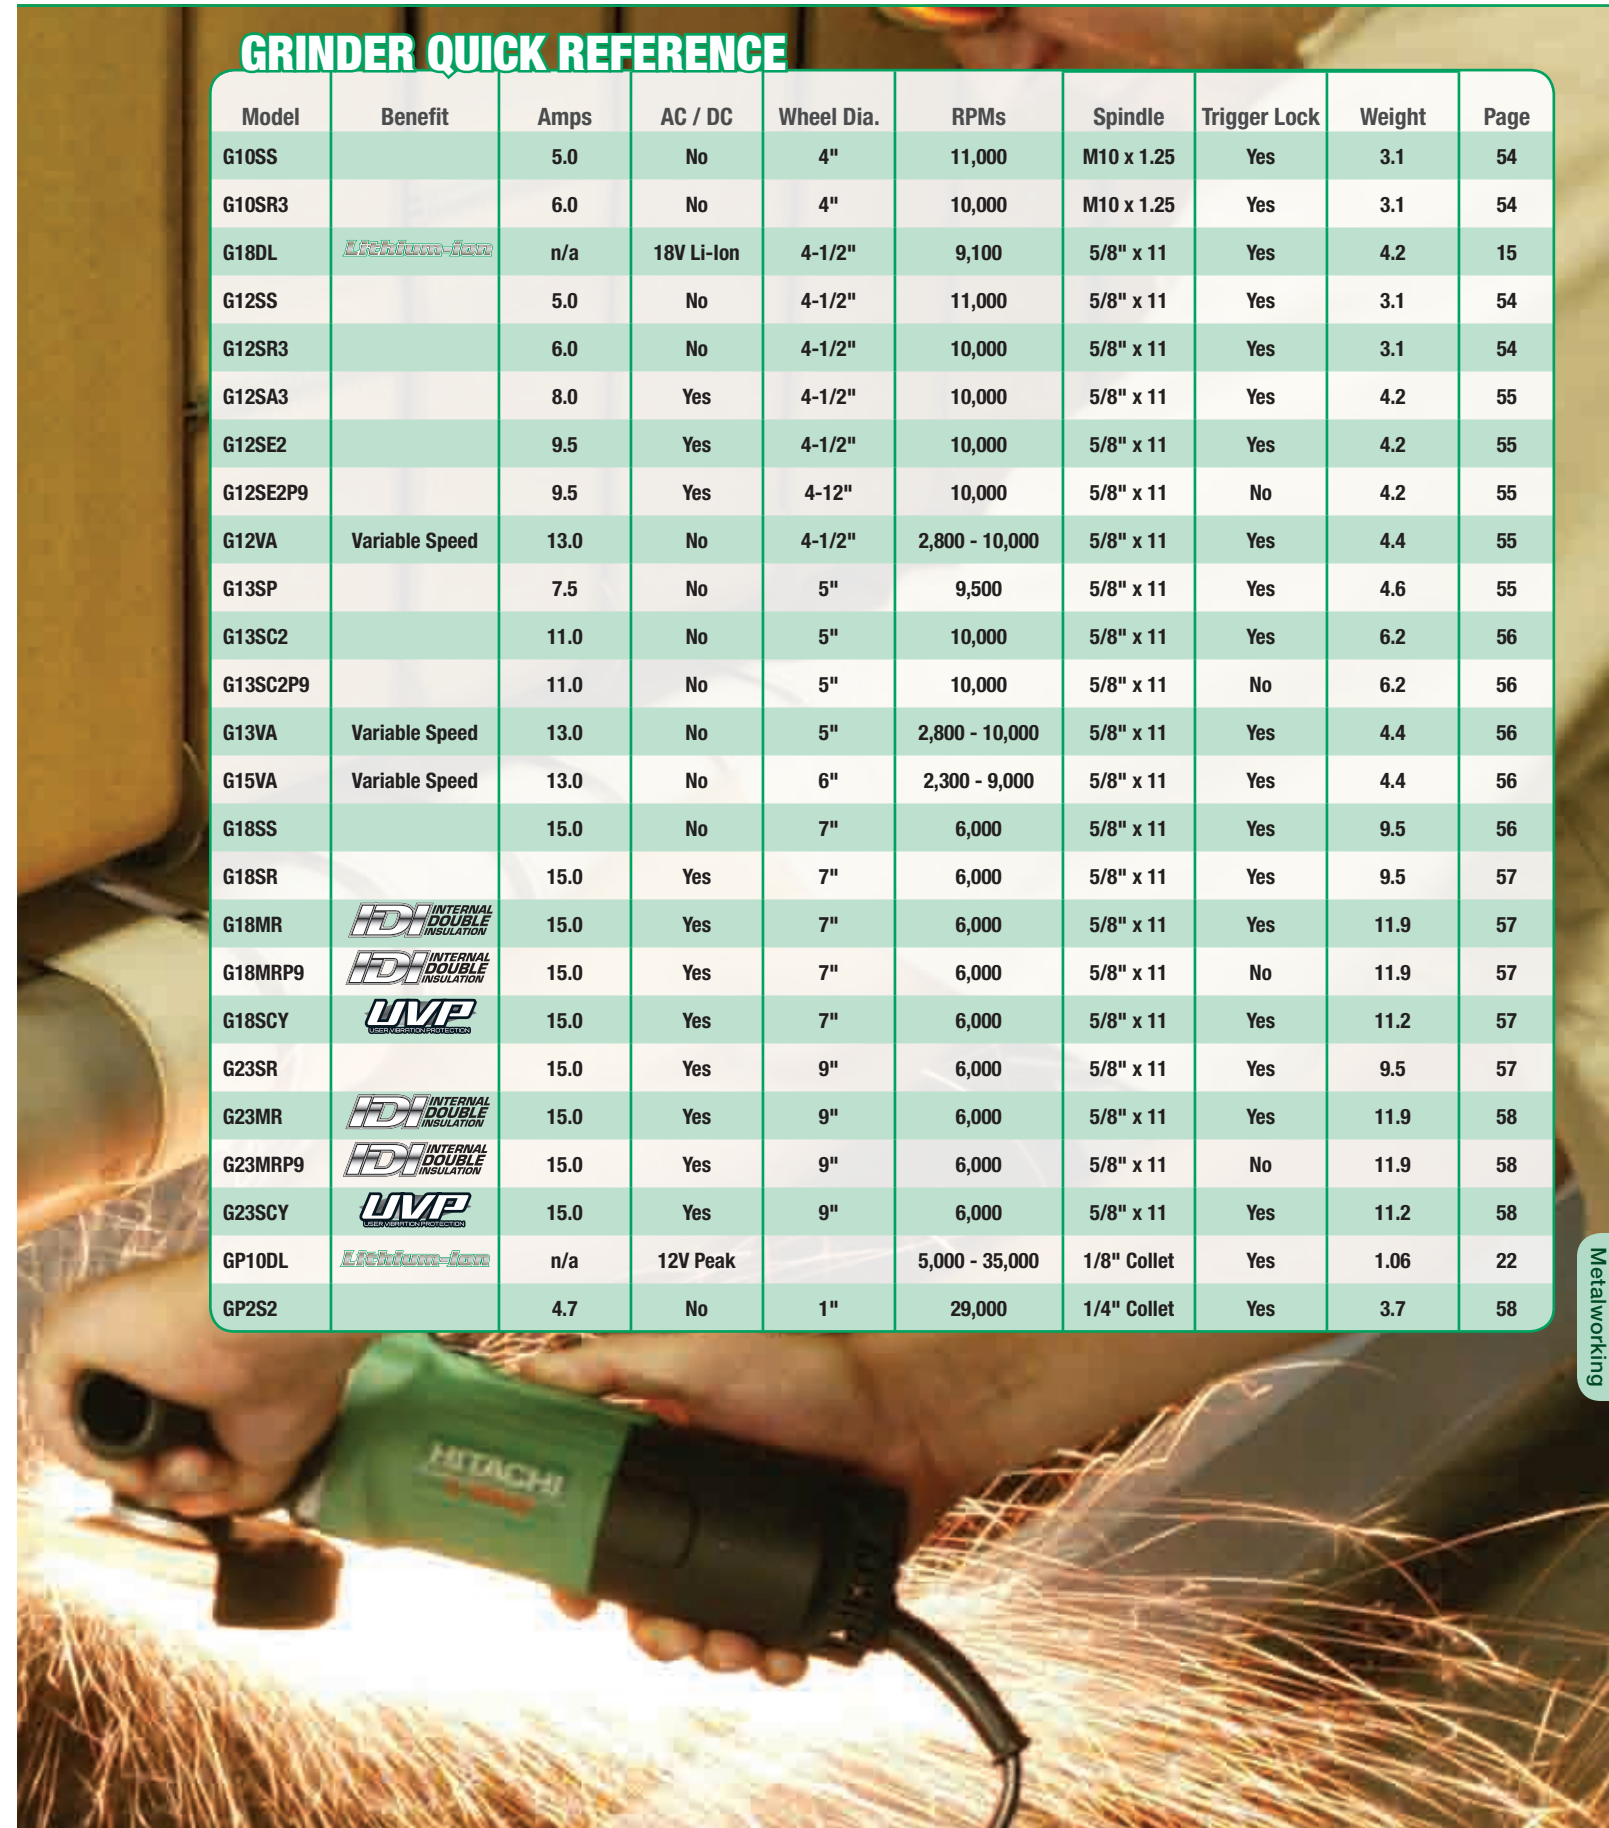 GRINDER QUICK REFERENCE
Model Benefit Amps AC / DC Wheel Dia. RPMs Spindle Trigger Lock Weight Page
G10SS 5.0 No 4" 11,000 M10 x 1.25 Yes 3.1 54
G10SR3 6.0 No 4" 10,000 M10 x 1.25 Yes 3.1 54
G18DL Lithium-Ion n/a 18V Li-Ion 4-1/2" 9,100 5/8" x 11 Yes 4.2 15
G12SS 5.0 No 4-1/2" 11,000 5/8" x 11 Yes 3.1 54
G12SR3 6.0 No 4-1/2" 10,000 5/8" x 11 Yes 3.1 54
G12SA3 8.0 Yes 4-1/2" 10,000 5/8" x 11 Yes 4.2 55
G12SE2 9.5 Yes 4-1/2" 10,000 5/8" x 11 Yes 4.2 55
G12SE2P9 9.5 Yes 4-12" 10,000 5/8" x 11 No 4.2 55
G12VA Variable Speed 13.0 No 4-1/2" 2,800 - 10,000 5/8" x 11 Yes 4.4 55
G13SP 7.5 No 5" 9,500 5/8" x 11 Yes 4.6 55
G13SC2 11.0 No 5" 10,000 5/8" x 11 Yes 6.2 56
G13SC2P9 11.0 No 5" 10,000 5/8" x 11 No 6.2 56
G13VA Variable Speed 13.0 No 5" 2,800 - 10,000 5/8" x 11 Yes 4.4 56
G15VA Variable Speed 13.0 No 6" 2,300 - 9,000 5/8" x 11 Yes 4.4 56
G18SS 15.0 No 7" 6,000 5/8" x 11 Yes 9.5 56
G18SR 15.0 Yes 7" 6,000 5/8" x 11 Yes 9.5 57
G18MR IDI INTERNAL DOUBLE INSULATION 15.0 Yes 7" 6,000 5/8" x 11 Yes 11.9 57
G18MRP9 IDI INTERNAL DOUBLE INSULATION 15.0 Yes 7" 6,000 5/8" x 11 No 11.9 57
G18SCY UVP USER VIBRATION PROTECTION 15.0 Yes 7" 6,000 5/8" x 11 Yes 11.2 57
G23SR 15.0 Yes 9" 6,000 5/8" x 11 Yes 9.5 57
G23MR IDI INTERNAL DOUBLE INSULATION 15.0 Yes 9" 6,000 5/8" x 11 Yes 11.9 58
G23MRP9 IDI INTERNAL DOUBLE INSULATION 15.0 Yes 9" 6,000 5/8" x 11 No 11.9 58
G23SCY UVP USER VIBRATION PROTECTION 15.0 Yes 9" 6,000 5/8" x 11 Yes 11.2 58
GP10DL Lithium-Ion n/a 12V Peak 5,000 - 35,000 1/8" Collet Yes 1.06 22
GP2S2 4.7 No 1" 29,000 1/4" Collet Yes 3.7 58
Metalworking
HITACHI